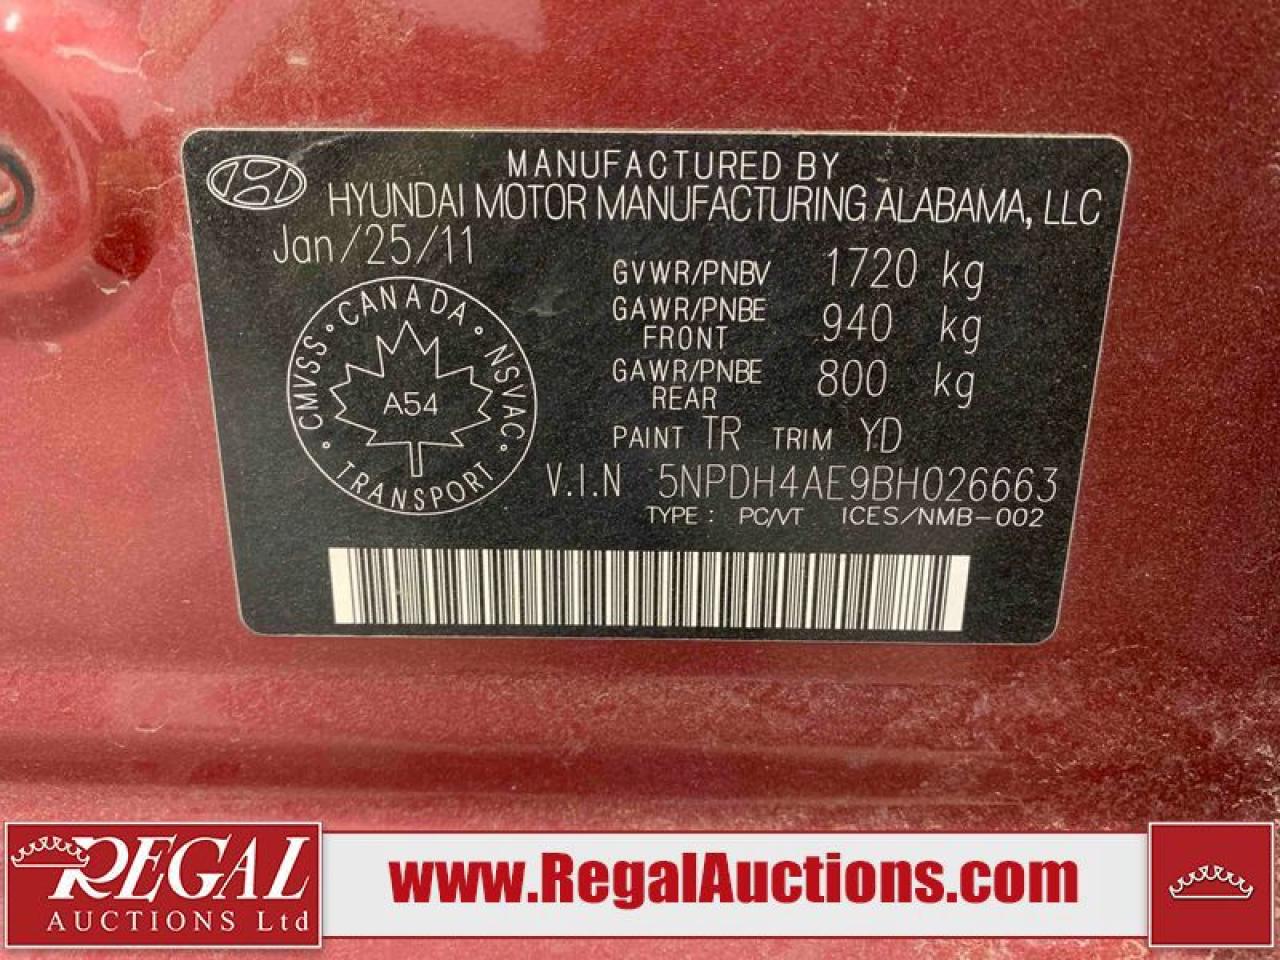 MANUFACTURED BY
HYUNDAI MOTOR MANUFACTURING ALABAMA, LLC
Jan/25/11
GVWR/PNBV 1720 kg
GAWR/PNBE FRONT 940 kg
GAWR/PNBE REAR 800 kg
PAINT TR TRIM YD
V.I.N 5NPDH4AE9BH026663
TYPE: PC/VT ICES/NMB-002
CANADA
CMVSS
NSVAC
A54
TRANSPORT
REGAL
AUCTIONS Ltd
www.RegalAuctions.com